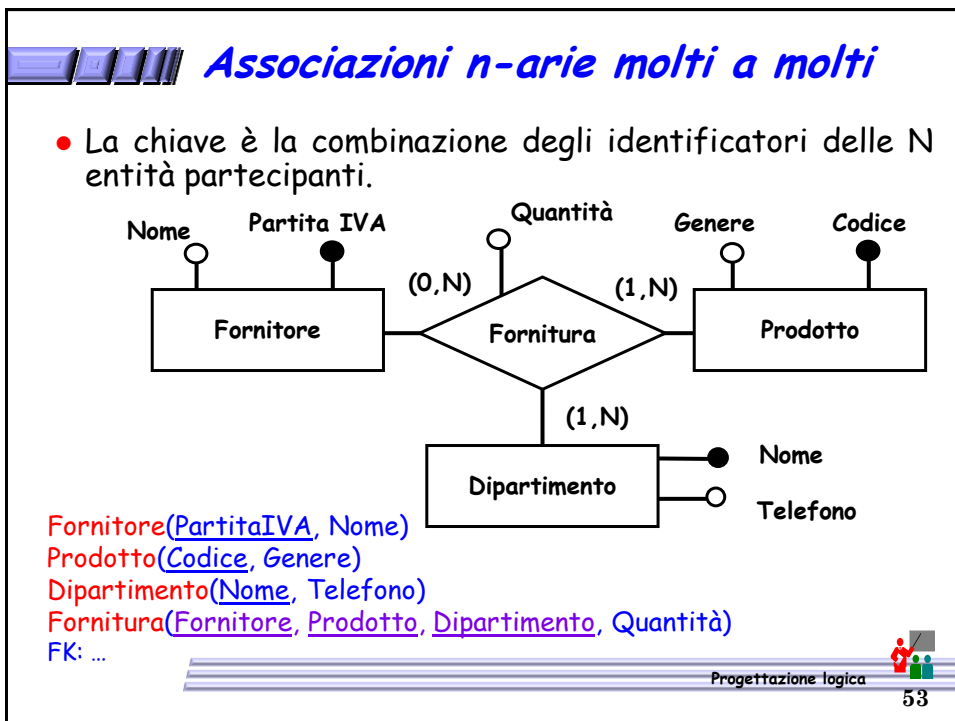 Associazioni n-arie molti a molti
● La chiave è la combinazione degli identificatori delle N
entità partecipanti.
Nome
Partita IVA
Quantità
Genere
Codice
(0,N)
(1,N)
Fornitore
Fornitura
Prodotto
(1,N)
Dipartimento
Nome
Telefono
Fornitore(PartitaIVA, Nome)
Prodotto(Codice, Genere)
Dipartimento(Nome, Telefono)
Fornitura(Fornitore, Prodotto, Dipartimento, Quantità)
FK: …
Progettazione logica
53